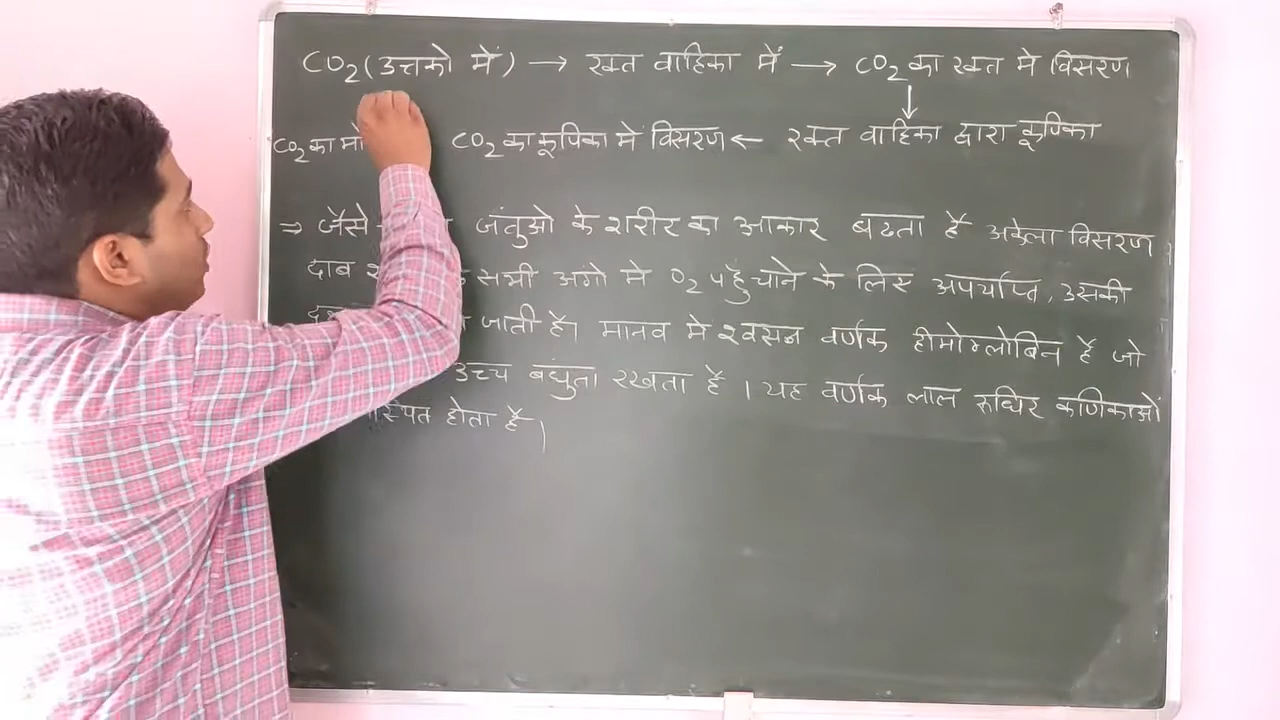 CO₂ (उत्तको में) → रक्त वाहिका में → CO₂ का रक्त मे विसरण
↓
CO₂ का CO₂ का कूपिका मे विसरण ← रक्त वाहिका द्वारा कूपिका
⇒ जैसे जंतुओ के शरीर का आकार बढता है अकेला विसरण
दाब सभी अंगो मे O₂ पहुंचाने के लिए अपर्याप्त, उसकी
जाती है। मानव मे श्वसन वर्णक हीमोग्लोबिन है जो
उच्च बंधुता रखता है । यह वर्णक लाल रूधिर कणिकाओं
होता है ।